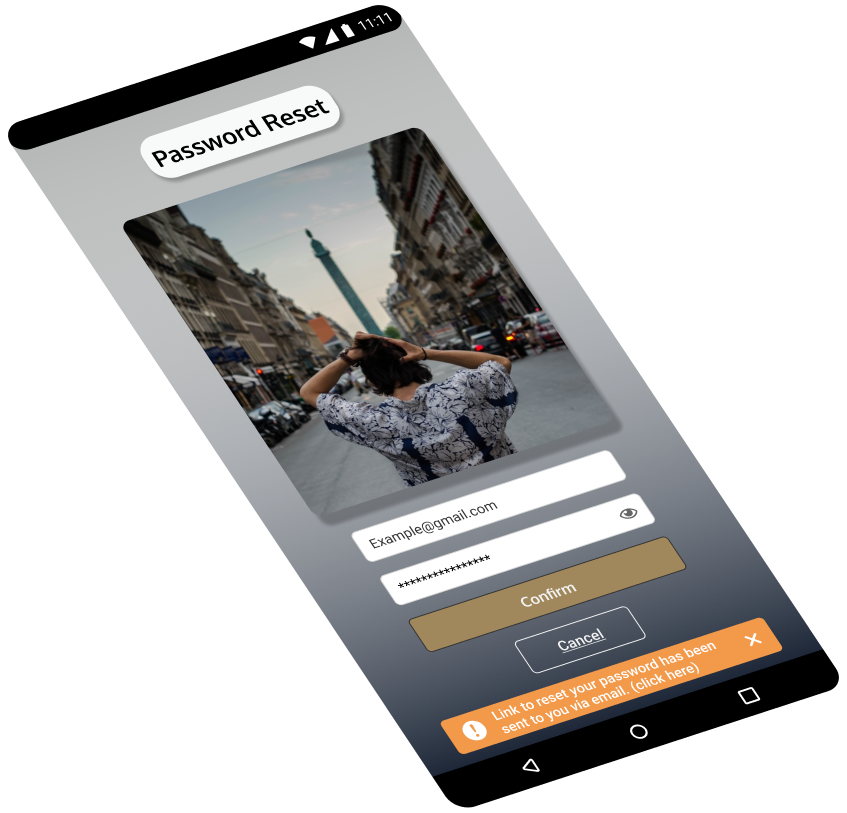 11:11
Password Reset
Example@gmail.com
****************
Confirm
Cancel
Link to reset your password has been
sent to you via email. (click here)